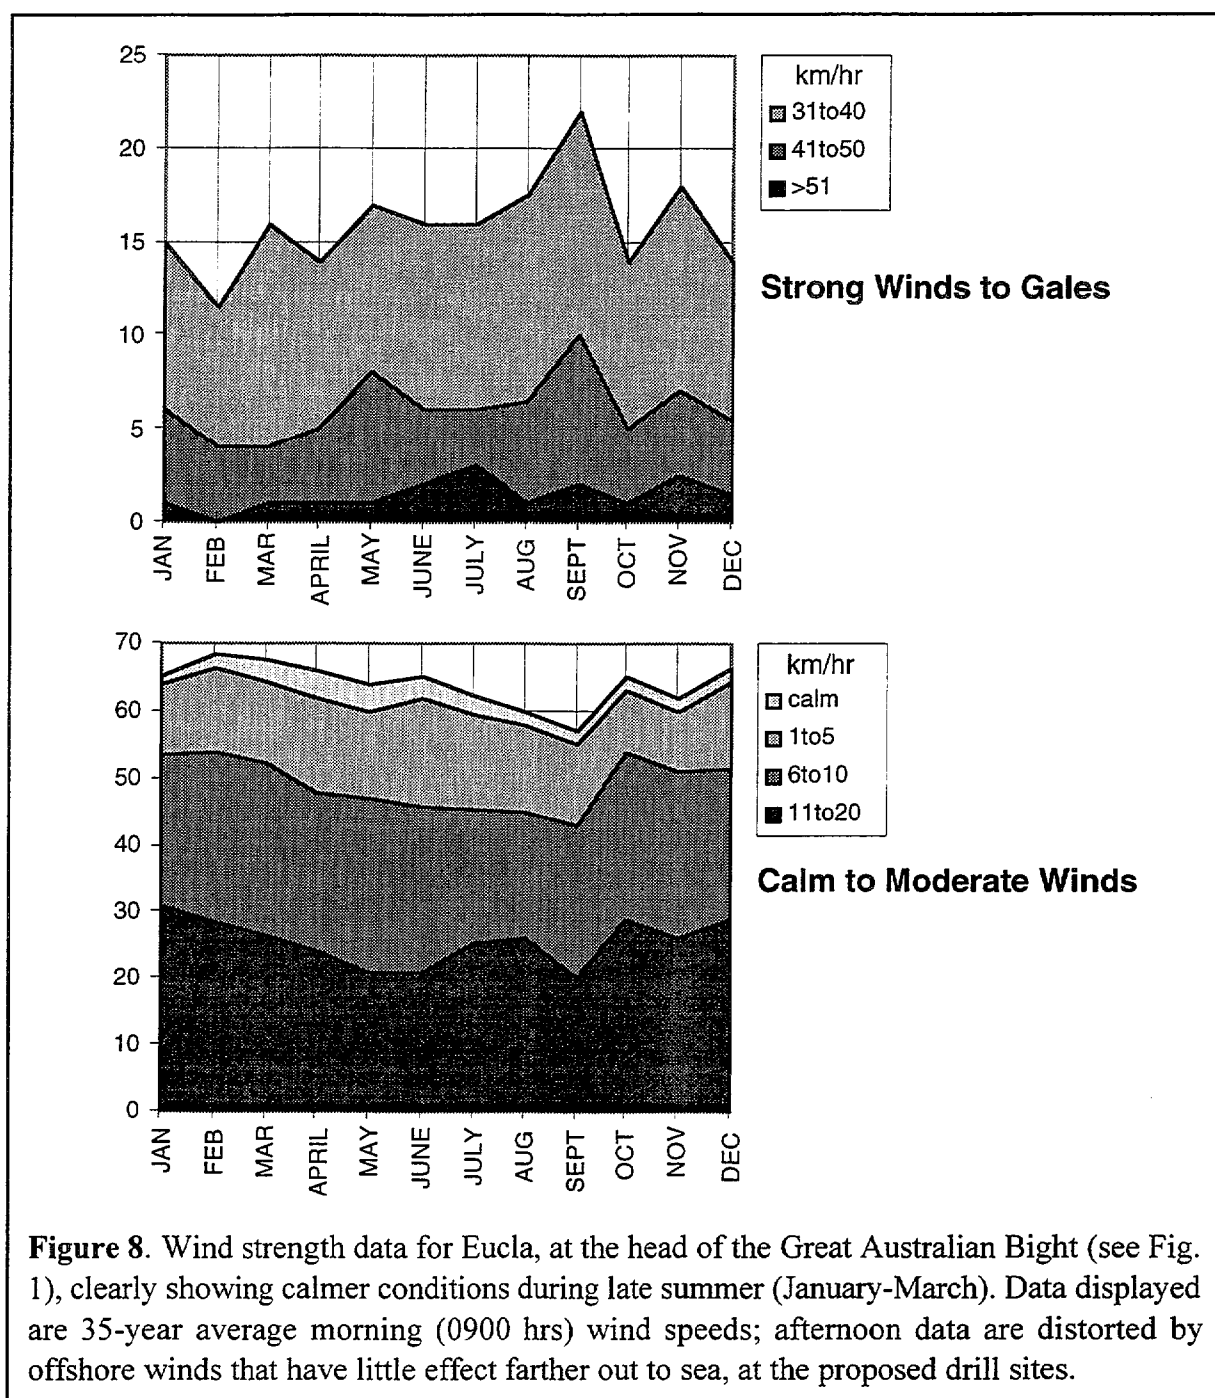 25
20
15
10
5
0
JAN
FEB
MAR
APRIL
MAY
JUNE
JULY
AUG
SEPT
OCT
NOV
DEC
km/hr
31to40
41to50
>51
Strong Winds to Gales
70
60
50
40
30
20
10
0
JAN
FEB
MAR
APRIL
MAY
JUNE
JULY
AUG
SEPT
OCT
NOV
DEC
km/hr
calm
1to5
6to10
11to20
Calm to Moderate Winds
Figure 8. Wind strength data for Eucla, at the head of the Great Australian Bight (see Fig.
1), clearly showing calmer conditions during late summer (January-March). Data displayed
are 35-year average morning (0900 hrs) wind speeds; afternoon data are distorted by
offshore winds that have little effect farther out to sea, at the proposed drill sites.